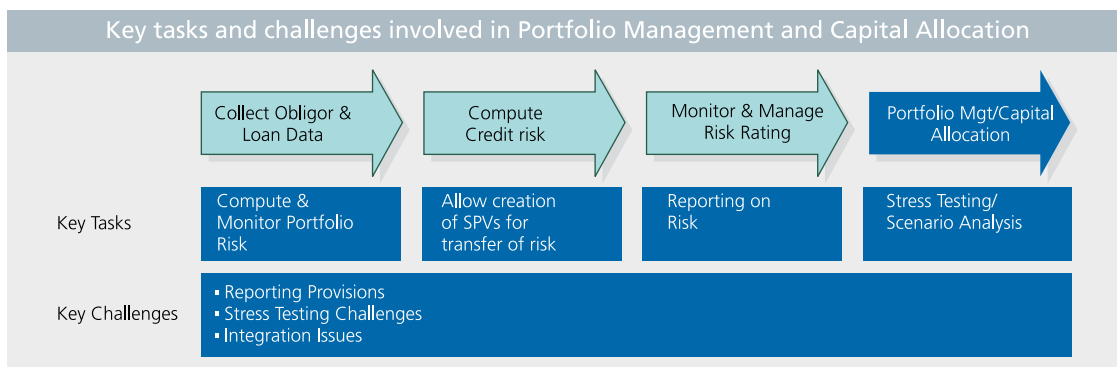 Key tasks and challenges involved in Portfolio Management and Capital Allocation
Collect Obligor &
Loan Data
Compute
Credit risk
Monitor & Manage
Risk Rating
Portfolio Mgt/Capital
Allocation
Key Tasks
Compute &
Monitor Portfolio
Risk
Allow creation
of SPVs for
transfer of risk
Reporting on
Risk
Stress Testing/
Scenario Analysis
Key Challenges
▪ Reporting Provisions
▪ Stress Testing Challenges
▪ Integration Issues